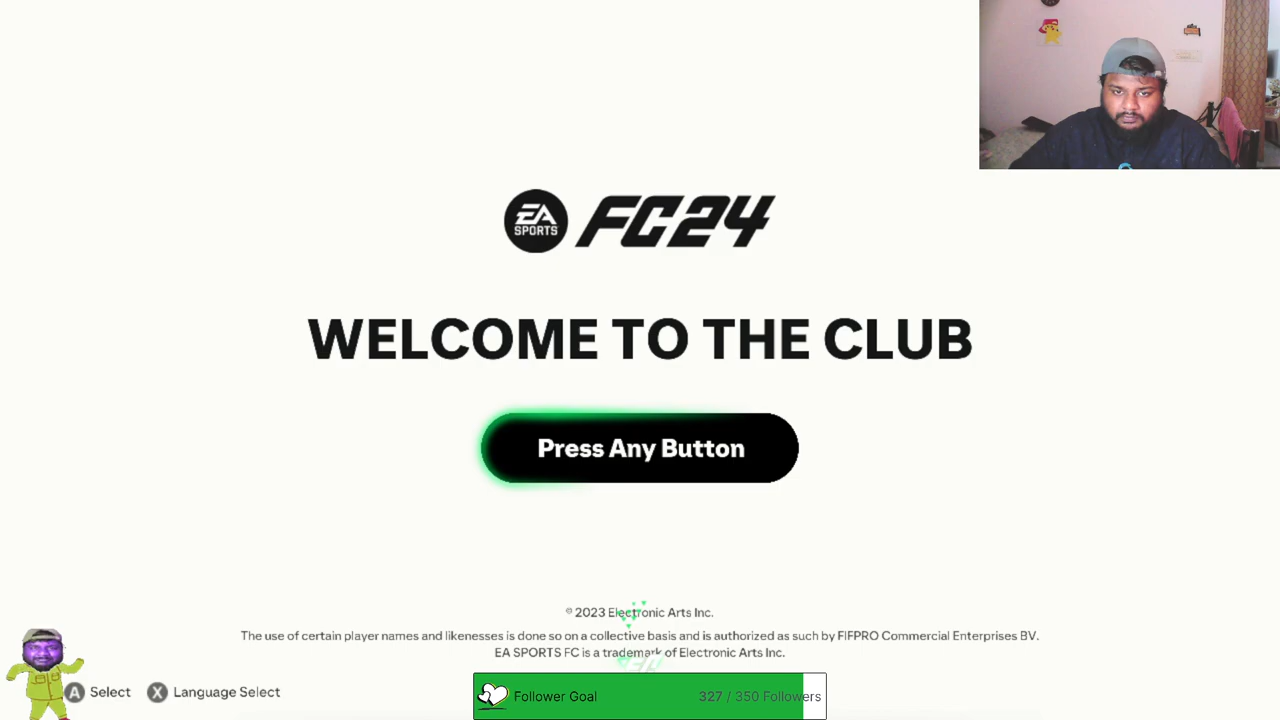 EA
SPORTS
FC24
WELCOME TO THE CLUB
Press Any Button
© 2023 Electronic Arts Inc.
The use of certain player names and likenesses is done so on a collective basis and is authorized as such by FIFPRO Commercial Enterprises BV.
EA SPORTS FC is a trademark of Electronic Arts Inc.
A Select X Language Select
Follower Goal 327 / 350 Followers